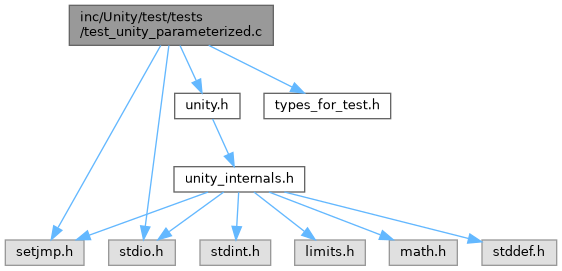 inc/Unity/test/tests
/test_unity_parameterized.c
unity.h
types_for_test.h
unity_internals.h
setjmp.h
stdio.h
stdint.h
limits.h
math.h
stddef.h